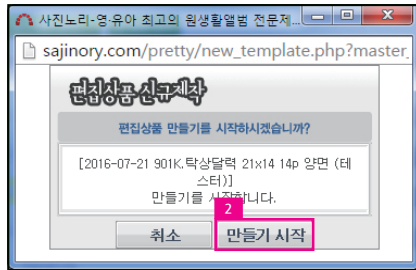 사진노리-영·유아 최고의 원생활앨범 전문제...
sajinory.com/pretty/new_template.php?master_
편집상품신규제작
편집상품 만들기를 시작하시겠습니까?
[2016-07-21 901K.탁상달력 21x14 14p 양면 (테
스터)]
만들기를 시작합니다.
2
취소 만들기 시작